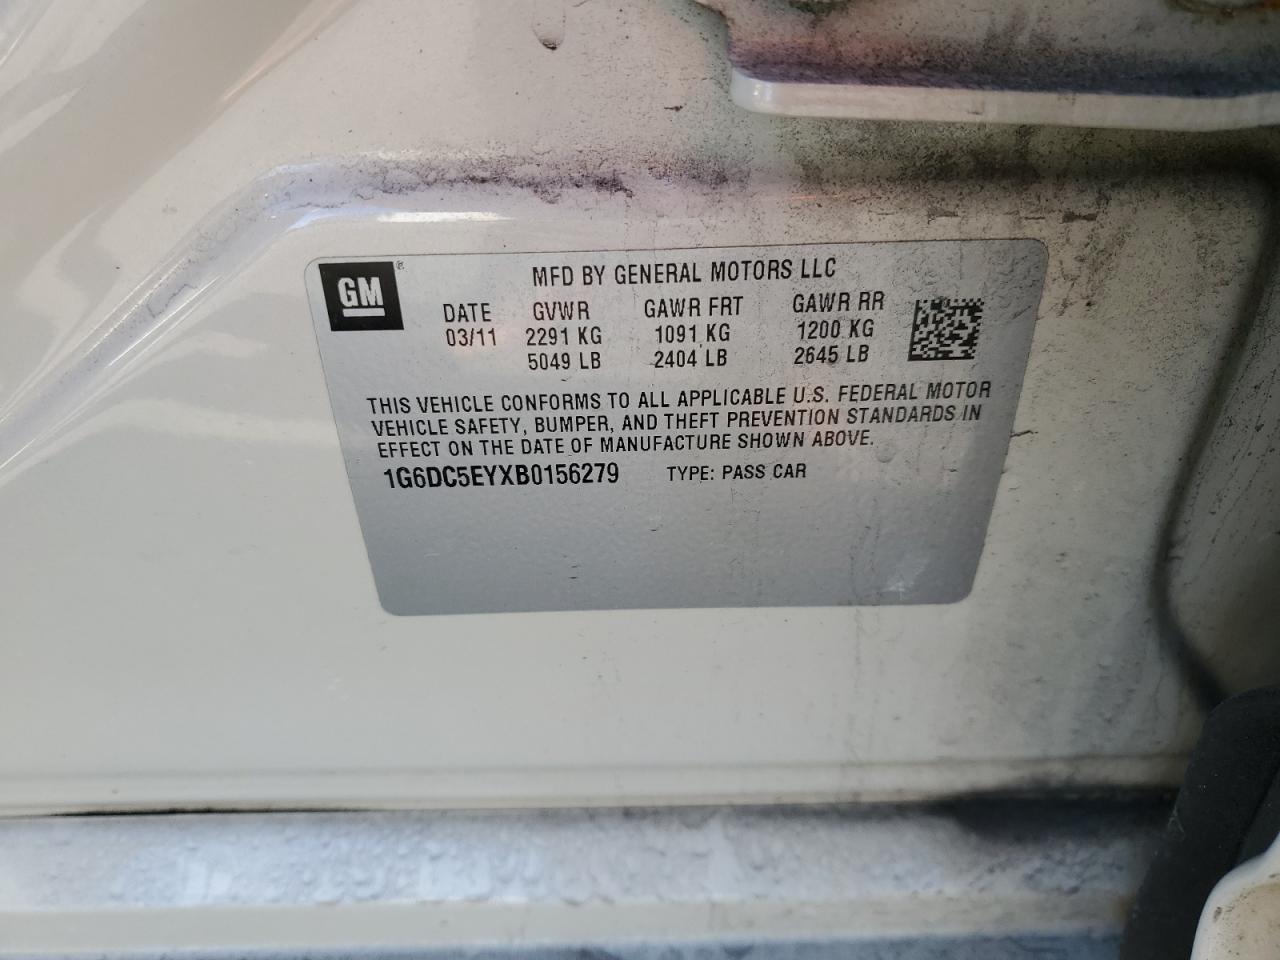 GM®
MFD BY GENERAL MOTORS LLC
DATE GVWR GAWR FRT GAWR RR
03/11 2291 KG 1091 KG 1200 KG
5049 LB 2404 LB 2645 LB
THIS VEHICLE CONFORMS TO ALL APPLICABLE U.S. FEDERAL MOTOR
VEHICLE SAFETY, BUMPER, AND THEFT PREVENTION STANDARDS IN
EFFECT ON THE DATE OF MANUFACTURE SHOWN ABOVE.
1G6DC5EYXB0156279 TYPE: PASS CAR